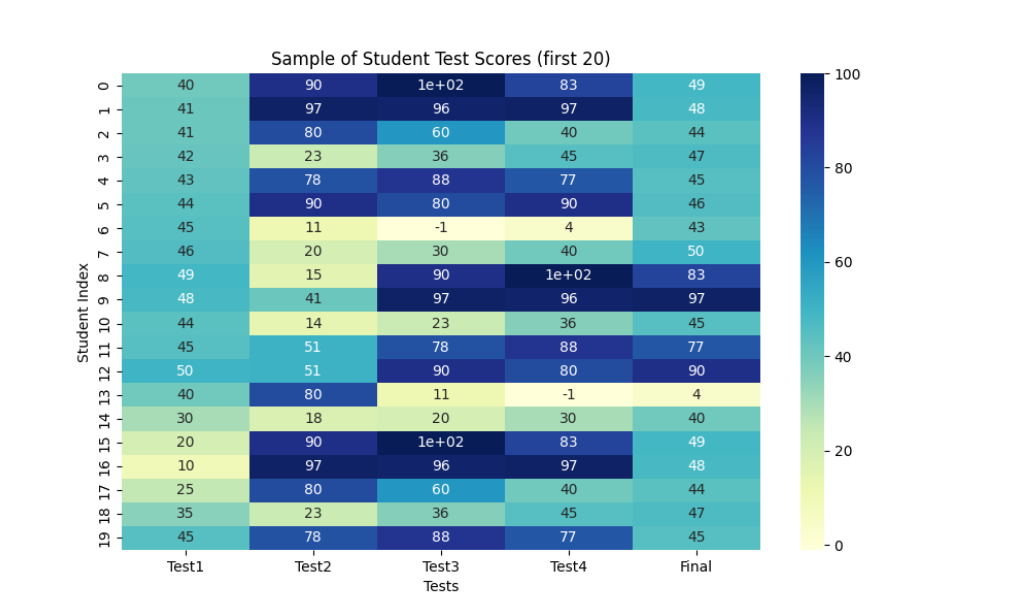 Sample of Student Test Scores (first 20)
0 40 90 1e+02 83 49
1 41 97 96 97 48
2 41 80 60 40 44
3 42 23 36 45 47
4 43 78 88 77 45
5 44 90 80 90 46
6 45 11 -1 4 43
7 46 20 30 40 50
8 49 15 90 1e+02 83
9 48 41 97 96 97
10 44 14 23 36 45
11 45 51 78 88 77
12 50 51 90 80 90
13 40 80 11 -1 4
14 30 18 20 30 40
15 20 90 1e+02 83 49
16 10 97 96 97 48
17 25 80 60 40 44
18 35 23 36 45 47
19 45 78 88 77 45
Test1 Test2 Test3 Test4 Final
Tests
Student Index
100
80
60
40
20
0